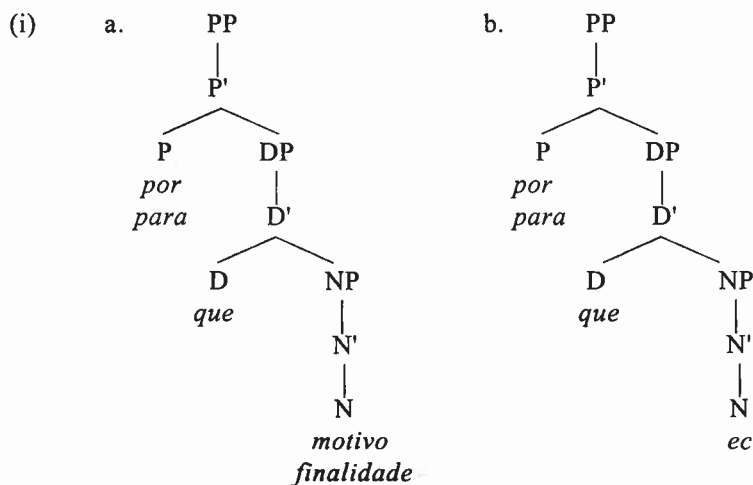 (i) a. PP b. PP
P' P'
P DP P DP
por por
para D' para D'
D NP D NP
que que
N' N'
N N
motivo ec
finalidade